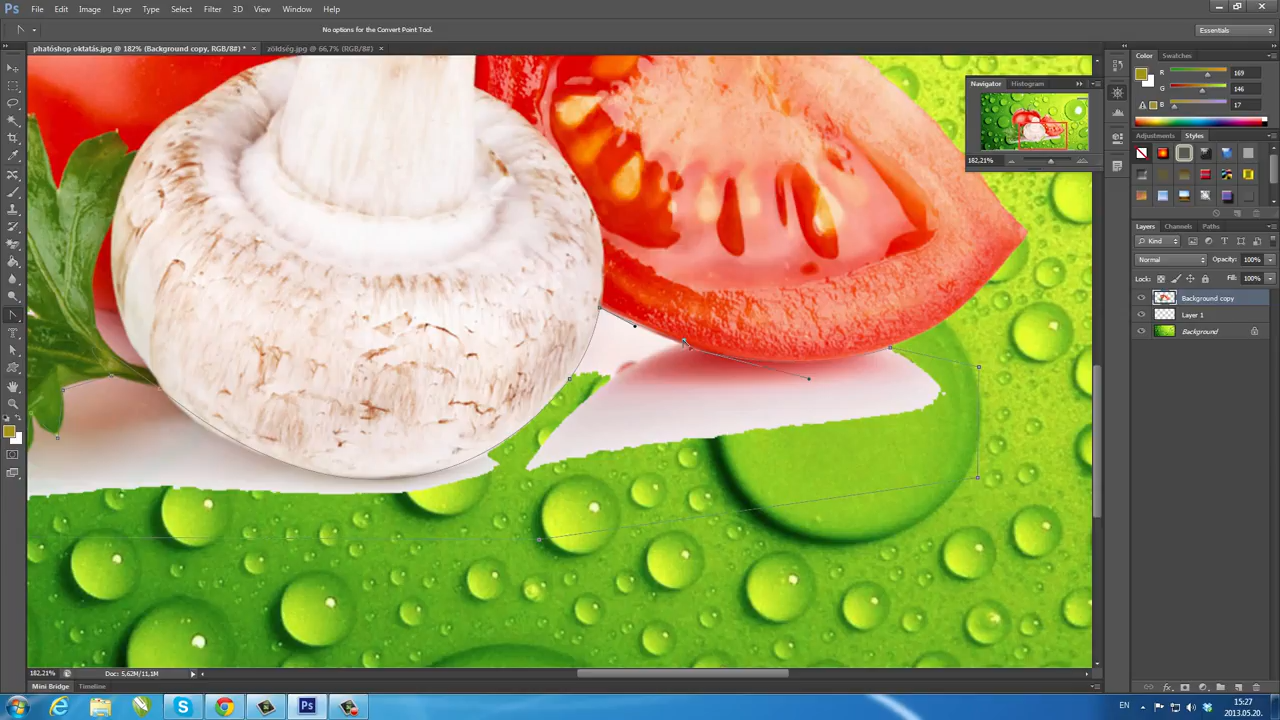 Ps File Edit Image Layer Type Select Filter 3D View Window Help
No options for the Convert Point Tool.
Essentials
phatóshop oktatás.jpg @ 182% (Background copy, RGB/8#) *
zöldség.jpg @ 66,7% (RGB/8#)
Color Swatches
R 169
G 146
B 17
Navigator Histogram
182,21%
Adjustments Styles
Layers Channels Paths
Kind
Normal Opacity: 100%
Lock: Fill: 100%
Background copy
Layer 1
Background
182,21% Doc: 5,62M/11,1M
Mini Bridge Timeline
EN
15:27
2013.05.20.